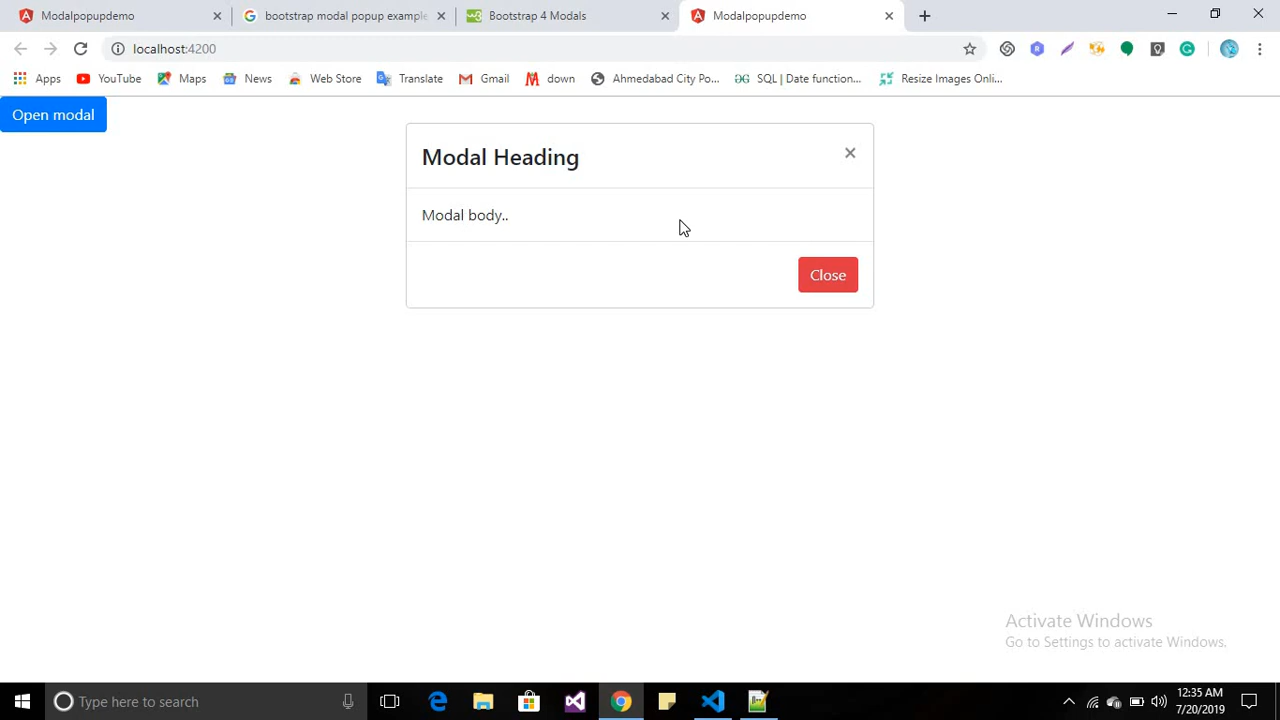 Modalpopupdemo
bootstrap modal popup example
Bootstrap 4 Modals
Modalpopupdemo
localhost:4200
Apps
YouTube
Maps
News
Web Store
Translate
Gmail
down
Ahmedabad City Po...
SQL | Date function...
Resize Images Onli...
Open modal
Modal Heading
×
Modal body..
Close
Activate Windows
Go to Settings to activate Windows.
Type here to search
12:35 AM
7/20/2019